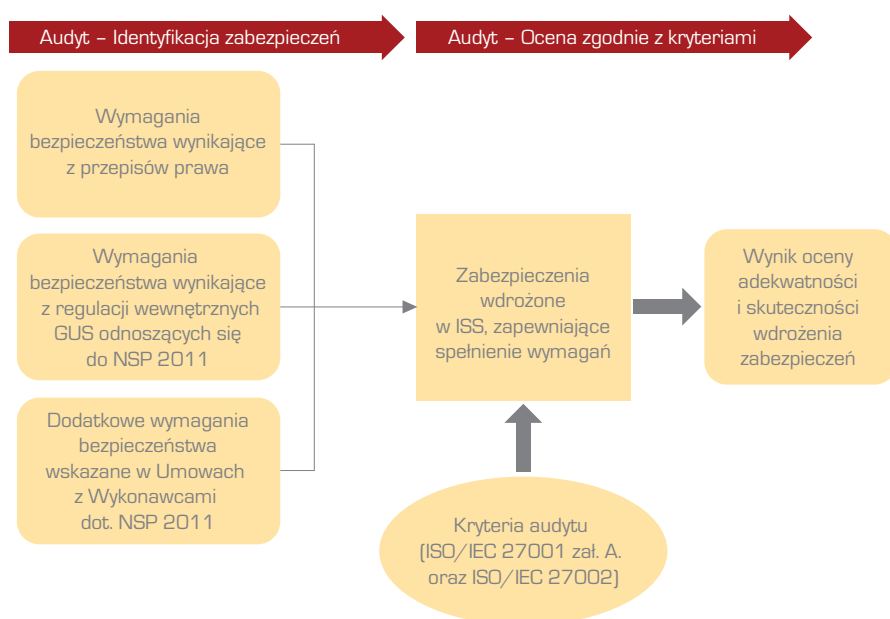 Audyt – Identyfikacja zabezpieczeń
Audyt – Ocena zgodnie z kryteriami
Wymagania
bezpieczeństwa wynikające
z przepisów prawa
Wymagania
bezpieczeństwa wynikające
z regulacji wewnętrznych
GUS odnoszących się
do NSP 2011
Dodatkowe wymagania
bezpieczeństwa
wskazane w Umowach
z Wykonawcami
dot. NSP 2011
Zabezpieczenia
wdrożone
w ISS, zapewniające
spełnienie wymagań
Kryteria audytu
(ISO/IEC 27001 zał. A.
oraz ISO/IEC 27002)
Wynik oceny
adekwatności
i skuteczności
wdrożenia
zabezpieczeń